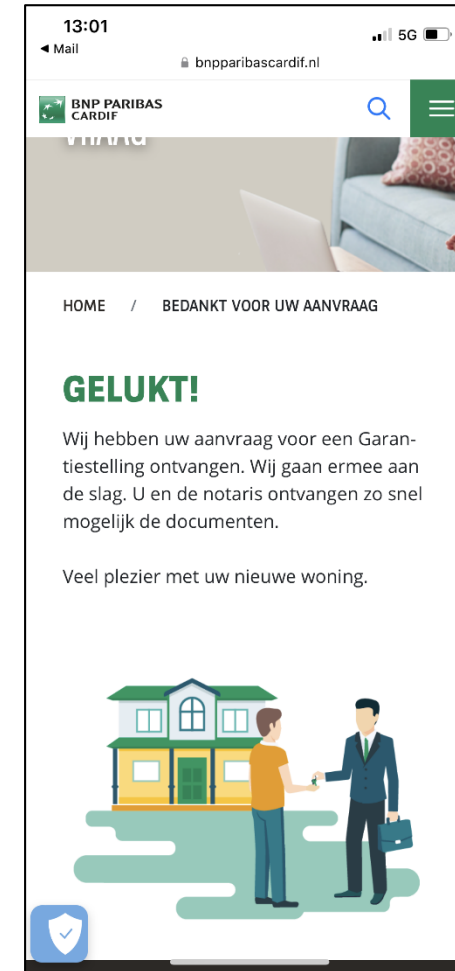 13:01
5G
◀ Mail
bnpparibascardif.nl
BNP PARIBAS
CARDIF
VRAAG
HOME / BEDANKT VOOR UW AANVRAAG
GELUKT!
Wij hebben uw aanvraag voor een Garan-
tiestelling ontvangen. Wij gaan ermee aan
de slag. U en de notaris ontvangen zo snel
mogelijk de documenten.
Veel plezier met uw nieuwe woning.